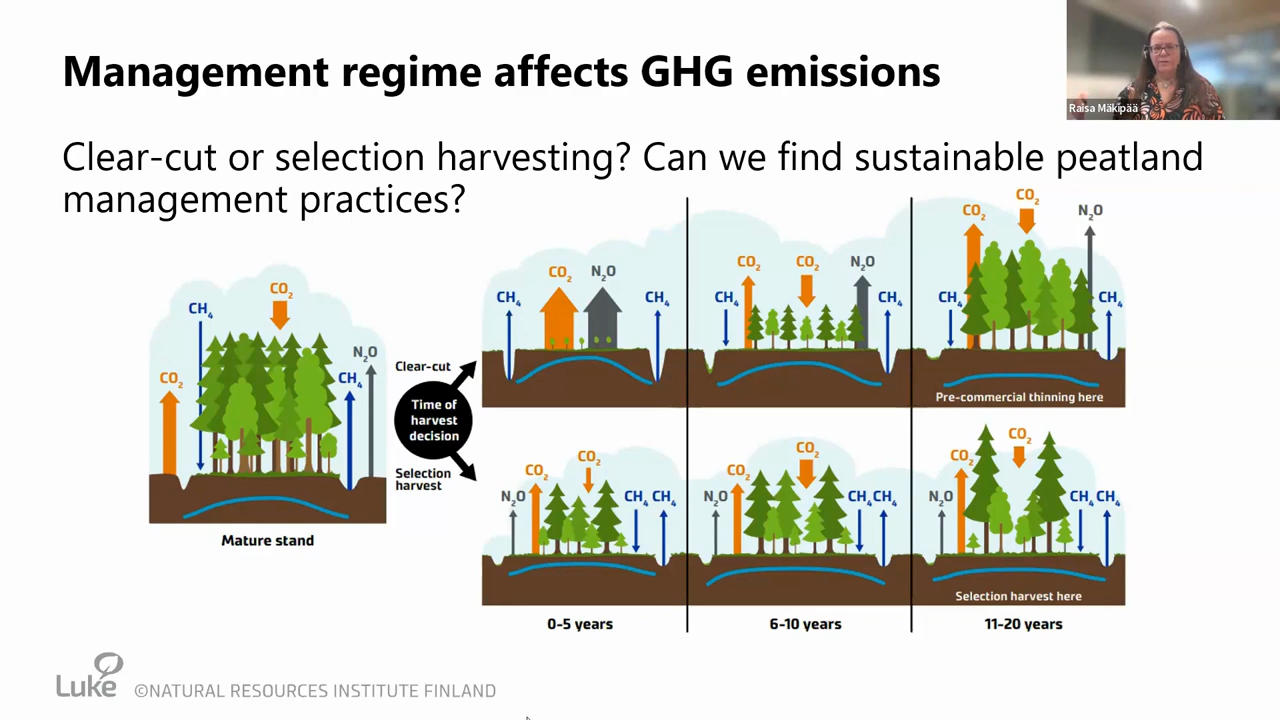 Management regime affects GHG emissions
Raisa Mäkipää
Clear-cut or selection harvesting? Can we find sustainable peatland
management practices?
CO2
CH4
N2O
CO2
CH4
Mature stand
Clear-cut
Time of
harvest
decision
Selection
harvest
CH4
CO2
N2O
CH4
CH4
CO2
CO2
N2O
CH4
CH4
CO2
CO2
N2O
CH4
Pre-commercial thinning here
N2O
CO2
CO2
CH4 CH4
N2O
CO2
CO2
CH4 CH4
N2O
CO2
CO2
CH4 CH4
Selection harvest here
0-5 years
6-10 years
11-20 years
Luke ©NATURAL RESOURCES INSTITUTE FINLAND